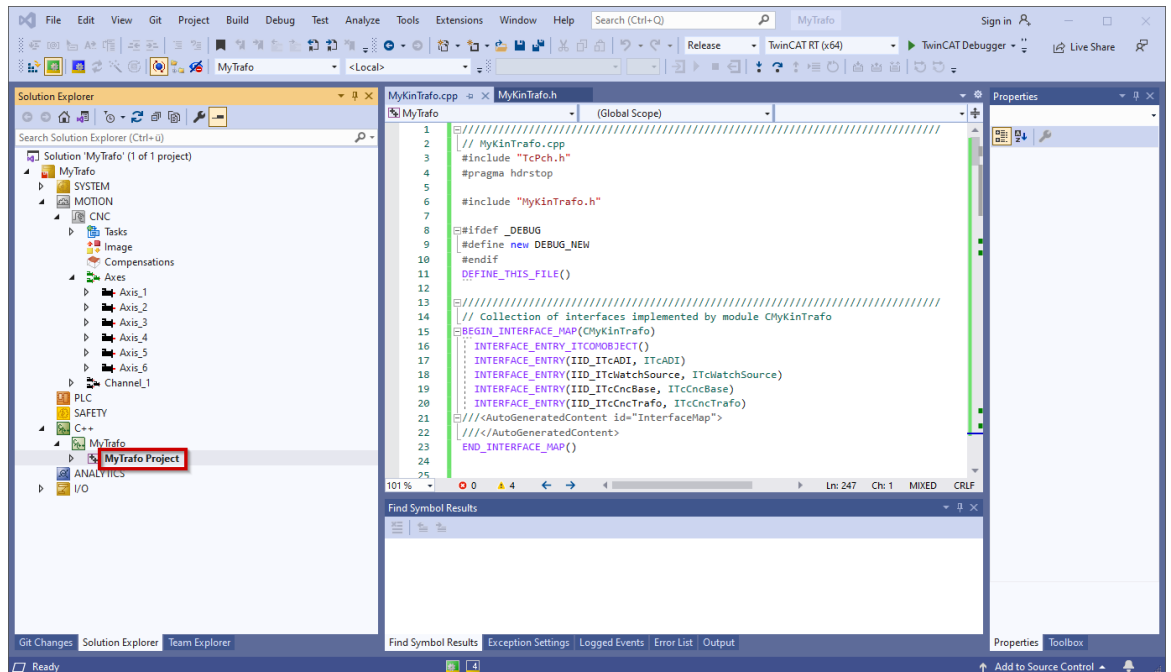 File Edit View Git Project Build Debug Test Analyze Tools Extensions Window Help Search (Ctrl+Q) MyTrafo Sign in
Release TwinCAT RT (x64) TwinCAT Debugger Live Share
MyTrafo <Local>
Solution Explorer
Search Solution Explorer (Ctrl+ü)
Solution 'MyTrafo' (1 of 1 project)
MyTrafo
SYSTEM
MOTION
CNC
Tasks
Image
Compensations
Axes
Axis_1
Axis_2
Axis_3
Axis_4
Axis_5
Axis_6
Channel_1
PLC
SAFETY
C++
MyTrafo
MyTrafo Project
ANALYTICS
I/O
Git Changes Solution Explorer Team Explorer
MyKinTrafo.cpp MyKinTrafo.h
MyTrafo (Global Scope)
1 ///////////////////////////////////////////////////////////////////////////////
2 // MyKinTrafo.cpp
3 #include "TcPch.h"
4 #pragma hdrstop
5
6 #include "MyKinTrafo.h"
7
8 #ifdef _DEBUG
9 #define new DEBUG_NEW
10 #endif
11 DEFINE_THIS_FILE()
12
13 ///////////////////////////////////////////////////////////////////////////////
14 // Collection of interfaces implemented by module CMyKinTrafo
15 BEGIN_INTERFACE_MAP(CMyKinTrafo)
16 INTERFACE_ENTRY_ITCOMOBJECT()
17 INTERFACE_ENTRY(IID_ITcADI, ITcADI)
18 INTERFACE_ENTRY(IID_ITcWatchSource, ITcWatchSource)
19 INTERFACE_ENTRY(IID_ITcCncBase, ITcCncBase)
20 INTERFACE_ENTRY(IID_ITcCncTrafo, ITcCncTrafo)
21 ///<AutoGeneratedContent id="InterfaceMap">
22 ///</AutoGeneratedContent>
23 END_INTERFACE_MAP()
24
25
101 % 0 4 Ln: 247 Ch: 1 MIXED CRLF
Find Symbol Results
Find Symbol Results Exception Settings Logged Events Error List Output
Properties
Properties Toolbox
Ready 4 Add to Source Control